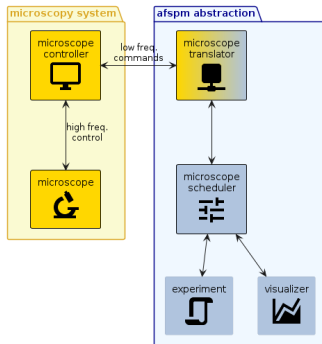 microscopy system
afspm abstraction
microscope
controller
low freq.
commands
microscope
translator
high freq.
control
microscope
microscope
scheduler
experiment
visualizer